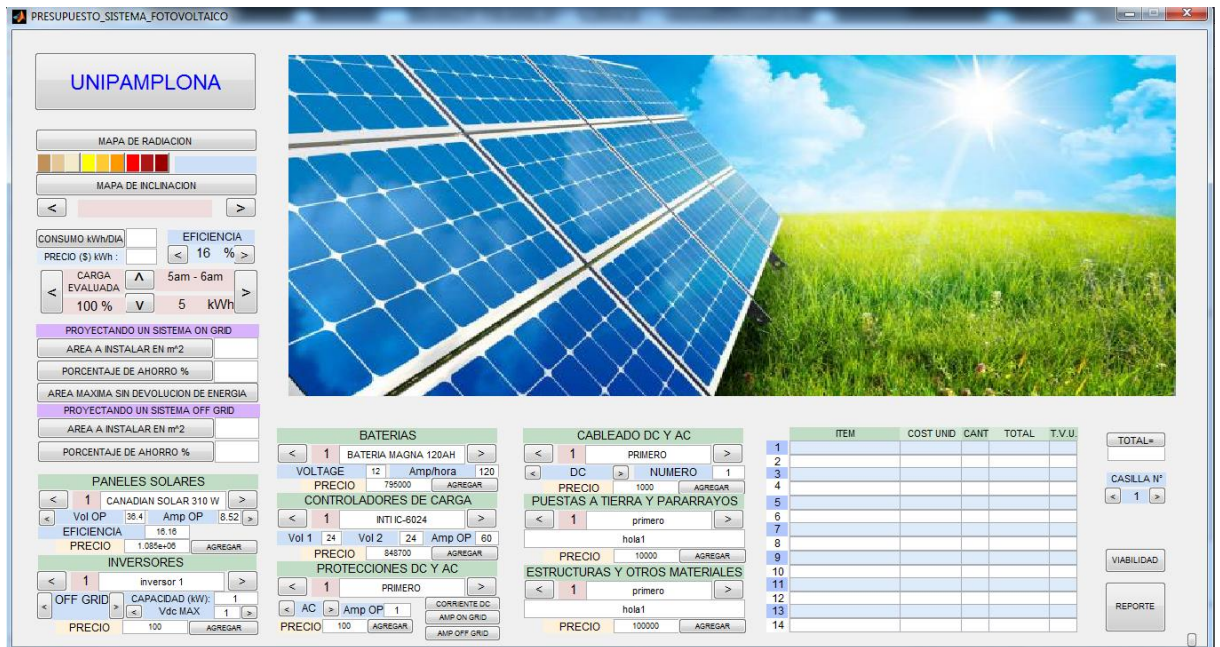 PRESUPUESTO_SISTEMA_FOTOVOLTAICO
UNIPAMPLONA
MAPA DE RADIACION
MAPA DE INCLINACION
< >
CONSUMO kWh/DIA
EFICIENCIA
PRECIO ($) kWh :
< 16 % >
CARGA EVALUADA
Λ 5am - 6am
< >
100 % V 5 kWh
PROYECTANDO UN SISTEMA ON GRID
AREA A INSTALAR EN m^2
PORCENTAJE DE AHORRO %
AREA MAXIMA SIN DEVOLUCION DE ENERGIA
PROYECTANDO UN SISTEMA OFF GRID
AREA A INSTALAR EN m^2
PORCENTAJE DE AHORRO %
PANELES SOLARES
< 1 CANADIAN SOLAR 310 W >
< Vol OP 36.4 Amp OP 8.52 >
EFICIENCIA 16.16
PRECIO 1.086e+06 AGREGAR
INVERSORES
< 1 inversor 1 >
< OFF GRID > CAPACIDAD (kW): 1
< Vdc MAX 1 >
PRECIO 100 AGREGAR
BATERIAS
< 1 BATERIA MAGNA 120AH >
VOLTAGE 12 Amp/hora 120
PRECIO 795000 AGREGAR
CONTROLADORES DE CARGA
< 1 INTI IC-6024 >
Vol 1 24 Vol 2 24 Amp OP 60
PRECIO 848700 AGREGAR
PROTECCIONES DC Y AC
< 1 PRIMERO >
< AC > Amp OP 1
CORRIENTE DC
AMP ON GRID
PRECIO 100 AGREGAR
AMP OFF GRID
CABLEADO DC Y AC
< 1 PRIMERO >
< DC > NUMERO 1
PRECIO 1000 AGREGAR
PUESTAS A TIERRA Y PARARRAYOS
< 1 primero >
hola1
PRECIO 10000 AGREGAR
ESTRUCTURAS Y OTROS MATERIALES
< 1 primero >
hola1
PRECIO 100000 AGREGAR
ITEM COST UNID CANT TOTAL T.V.U.
1
2
3
4
5
6
7
8
9
10
11
12
13
14
TOTAL=
CASILLA N°
< 1 >
VIABILIDAD
REPORTE